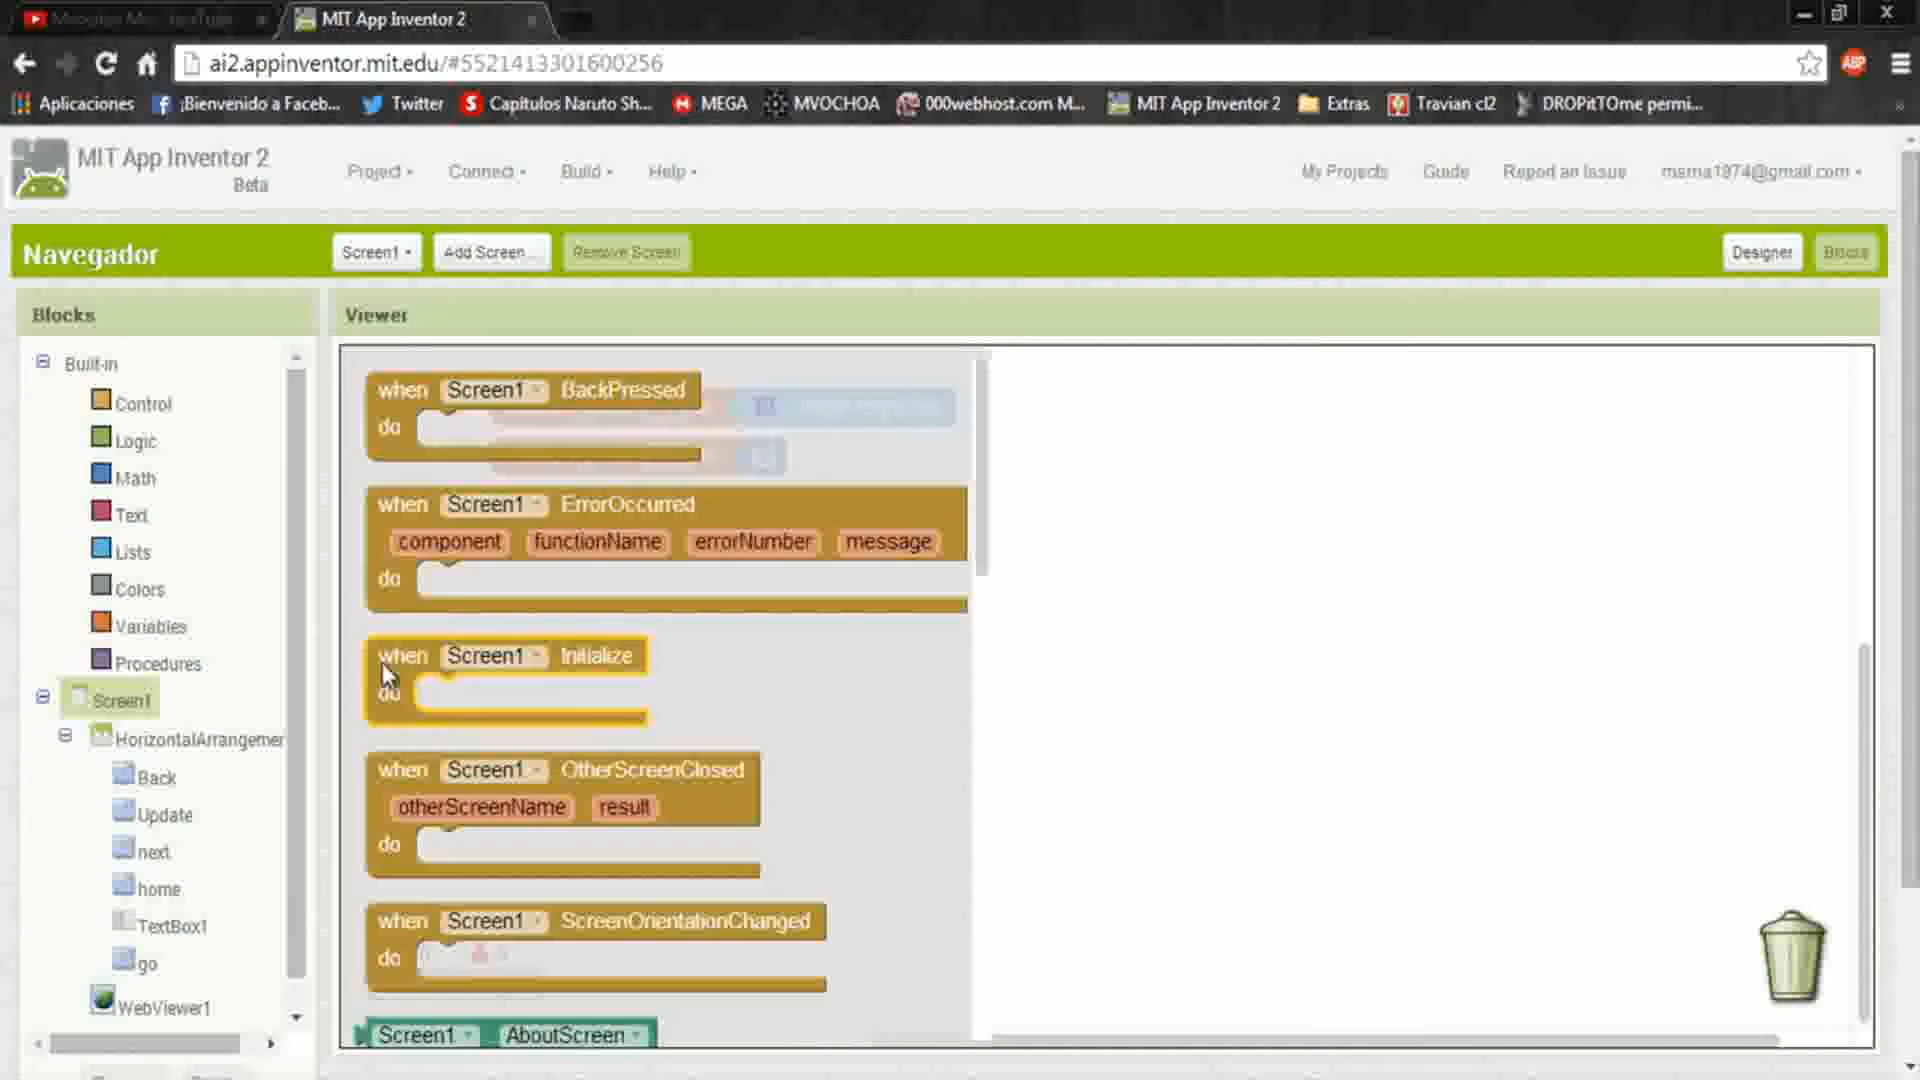 MIT App Inventor 2
ai2.appinventor.mit.edu/#5521413301600256
Aplicaciones ¡Bienvenido a Faceb... Twitter Capitulos Naruto Sh... MEGA MVOCHOA 000webhost.com M... MIT App Inventor 2 Extras Travian cl2 DROPitTOme permi...
ABP
MIT App Inventor 2
Beta
Project Connect Build Help My Projects Guide Report an Issue
Navegador Screen1 Add Screen ... Remove Screen Designer Blocks
Blocks Viewer
Built-in
Control
Logic
Math
Text
Lists
Colors
Variables
Procedures
Screen1
HorizontalArrangemer
Back
Update
next
home
TextBox1
go
WebViewer1
when Screen1 BackPressed
do
when Screen1 ErrorOccurred
component functionName errorNumber message
do
when Screen1 Initialize
do
when Screen1 OtherScreenClosed
otherScreenName result
do
when Screen1 ScreenOrientationChanged
do
Screen1 AboutScreen